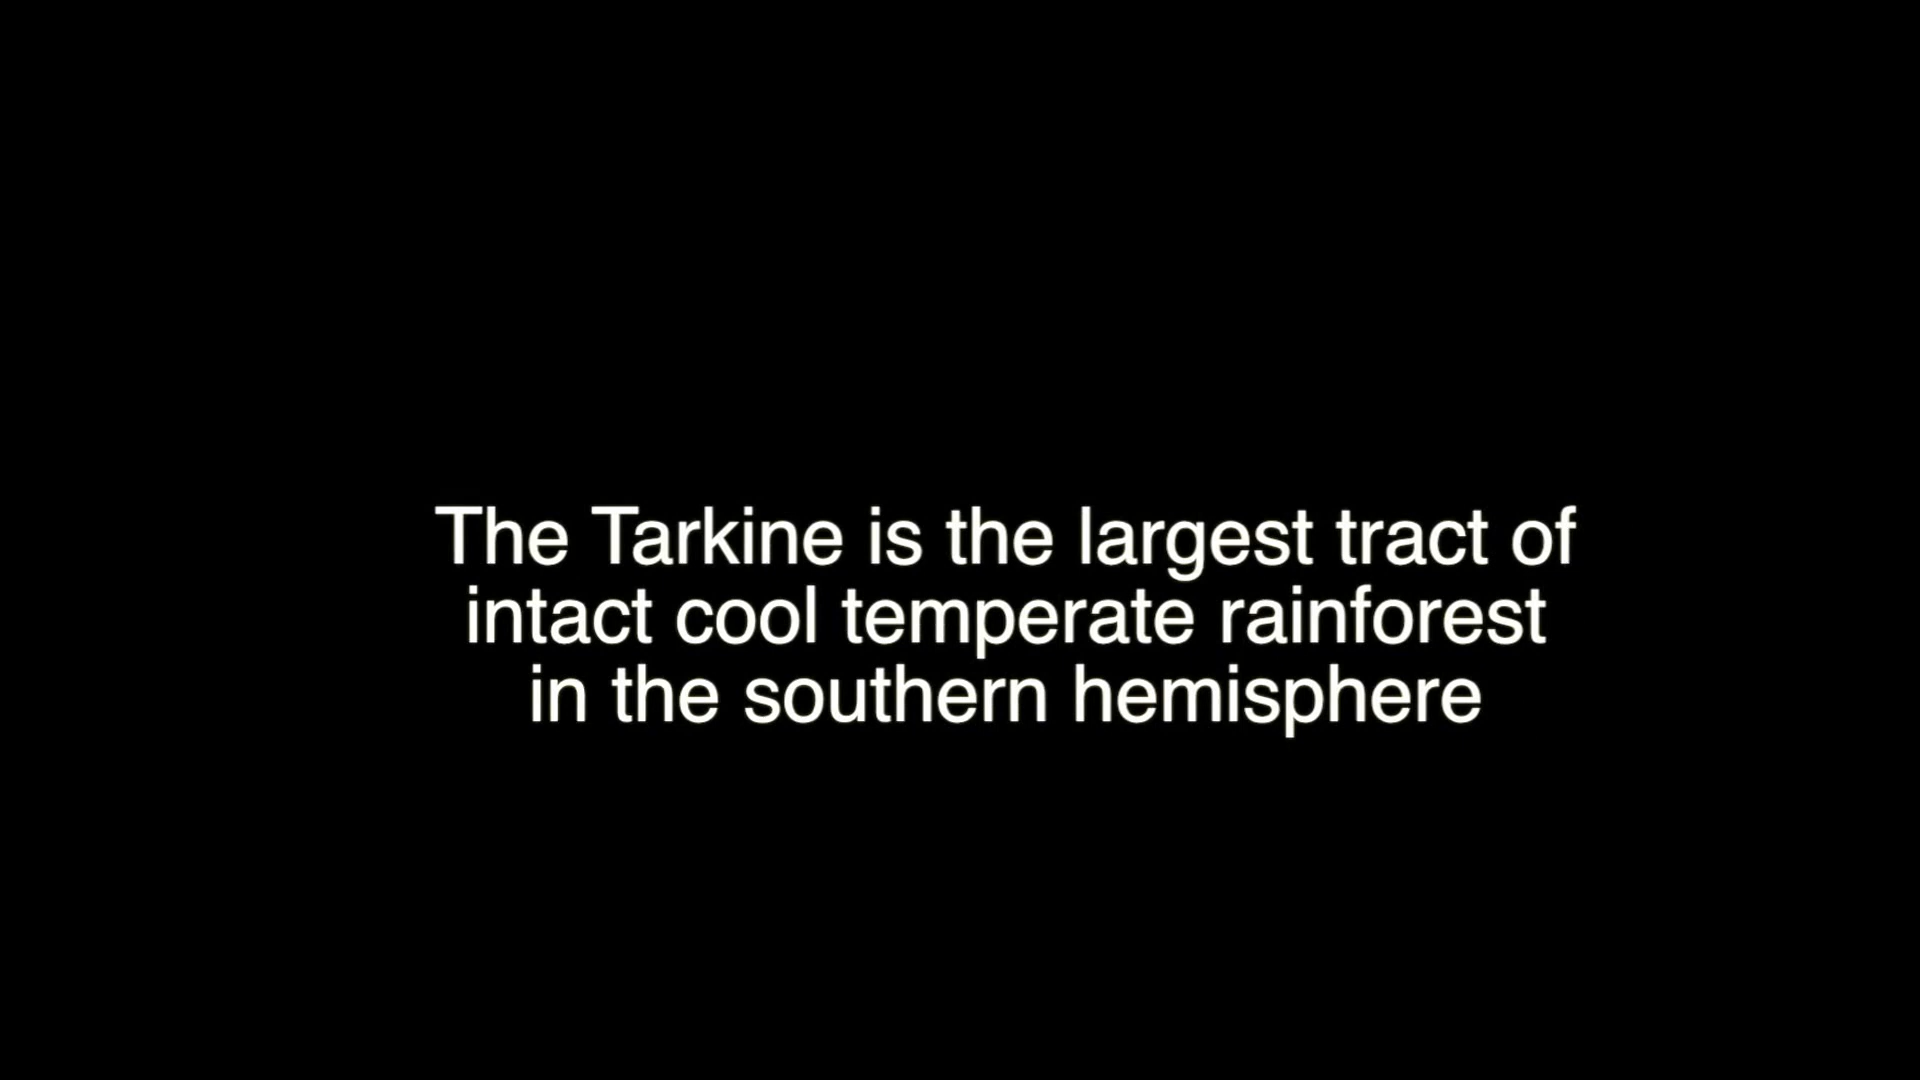 The Tarkine is the largest tract of
intact cool temperate rainforest
in the southern hemisphere